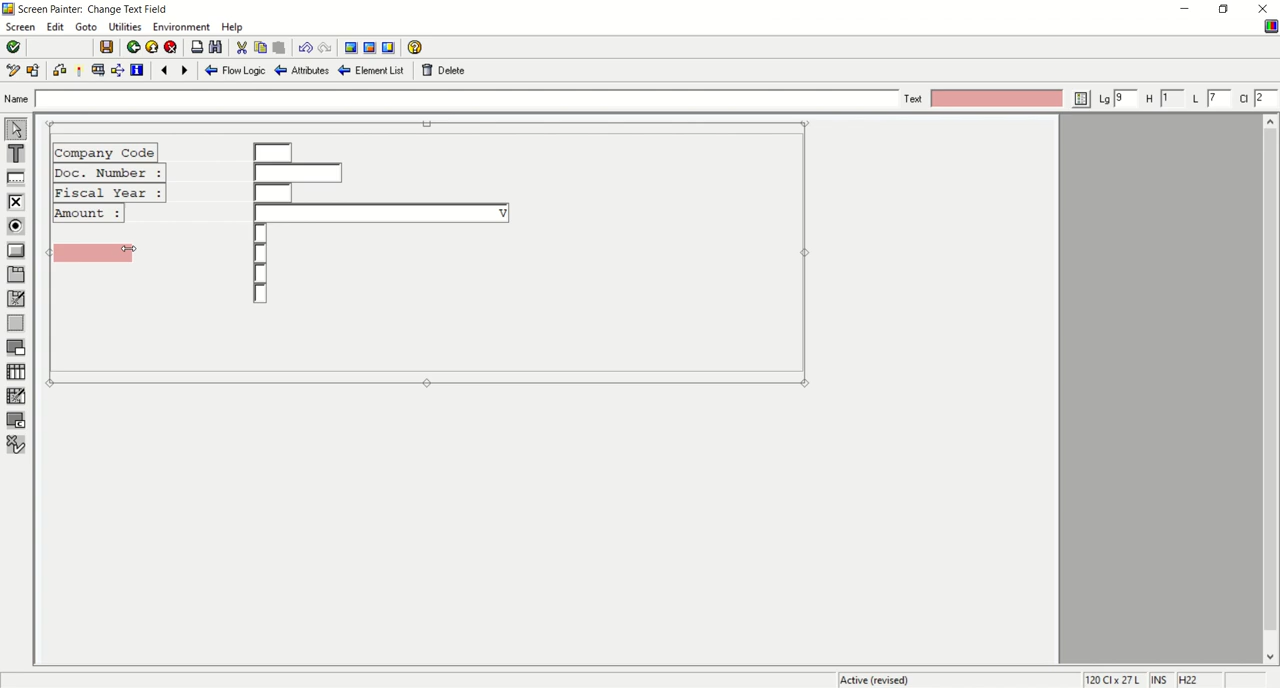 Screen Painter: Change Text Field
Screen Edit Goto Utilities Environment Help
Flow Logic Attributes Element List Delete
Name Text Lg 9 H 1 L 7 Cl 2
Company Code
Doc. Number :
Fiscal Year :
Amount : V
Active (revised) 120 Cl x 27 L INS H22